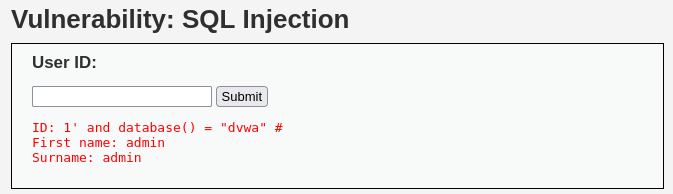 Vulnerability: SQL Injection
User ID:
Submit
ID: 1' and database() = "dvwa" #
First name: admin
Surname: admin